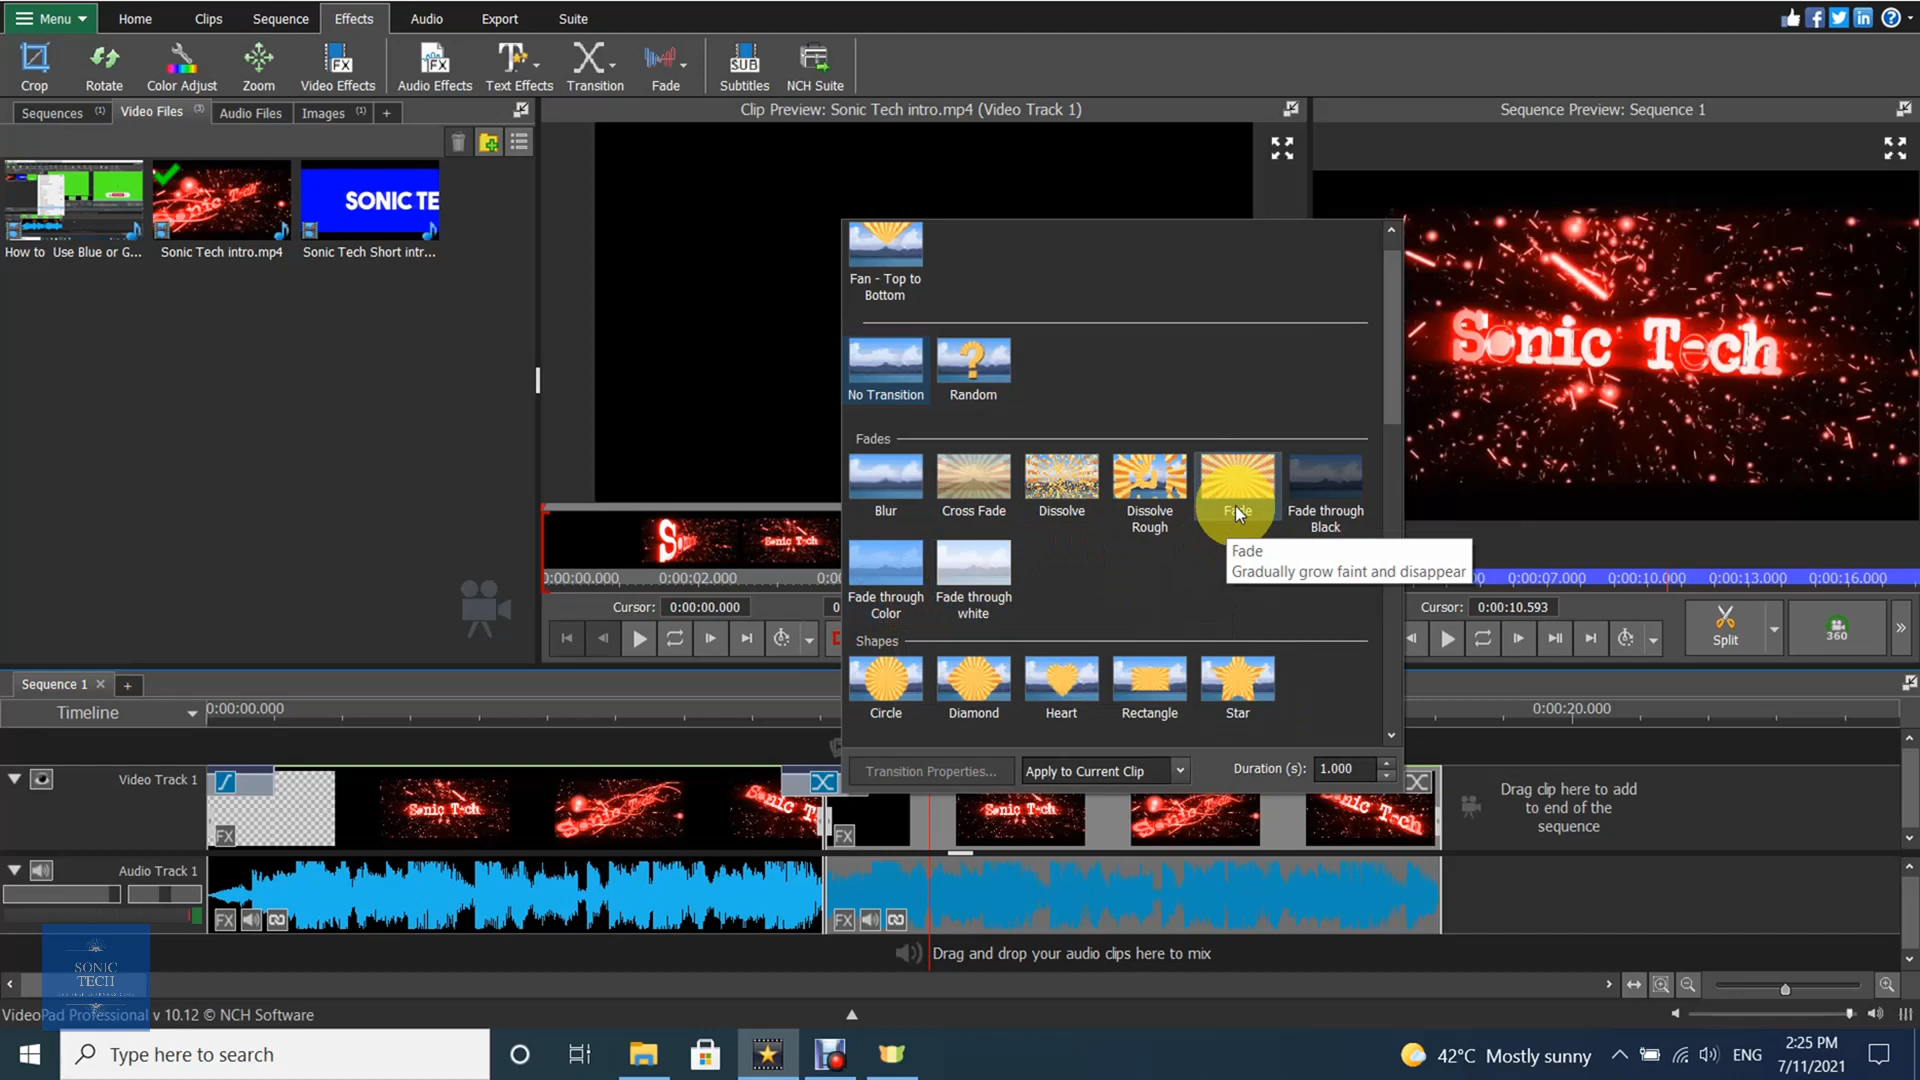 Menu Home Clips Sequence Effects Audio Export Suite
Crop Rotate Color Adjust Zoom Video Effects Audio Effects Text Effects Transition Fade Subtitles NCH Suite
Sequences (1) Video Files (3) Audio Files Images (1) +
Clip Preview: Sonic Tech intro.mp4 (Video Track 1)
Sequence Preview: Sequence 1
SONIC TE
How to Use Blue or G... Sonic Tech intro.mp4 Sonic Tech Short intr...
Fan - Top to
Bottom
No Transition Random
Sonic Tech
Fades
Blur Cross Fade Dissolve Dissolve Rough Fade Fade through Black
Fade
Gradually grow faint and disappear
Fade through Color Fade through white
Shapes
Circle Diamond Heart Rectangle Star
Transition Properties... Apply to Current Clip Duration (s): 1.000
0:00:00.000 0:00:02.000
Cursor: 0:00:00.000
0:00:07.000 0:00:10.000 0:00:13.000 0:00:16.000
Cursor: 0:00:10.593
Split 360
Sequence 1
Timeline 0:00:00.000 0:00:20.000
Video Track 1
Sonic Tech
FX FX
Drag clip here to add
to end of the
sequence
Audio Track 1
FX FX
Drag and drop your audio clips here to mix
SONIC
TECH
VideoPad Professional v 10.12 © NCH Software
Type here to search
42°C Mostly sunny ENG
2:25 PM
7/11/2021